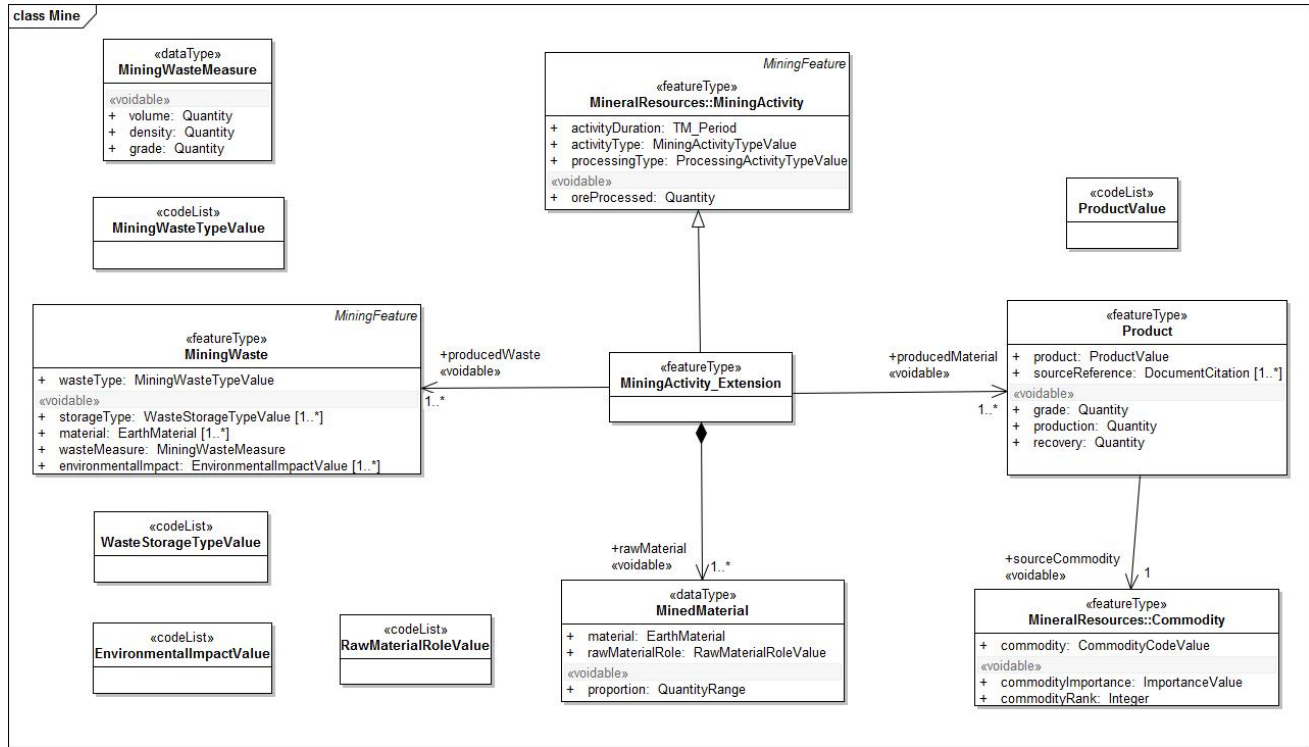 class Mine
«dataType»
MiningWasteMeasure
«voidable»
+ volume: Quantity
+ density: Quantity
+ grade: Quantity
«codeList»
MiningWasteTypeValue
MiningFeature
«featureType»
MineralResources::MiningActivity
+ activityDuration: TM_Period
+ activityType: MiningActivityTypeValue
+ processingType: ProcessingActivityTypeValue
«voidable»
+ oreProcessed: Quantity
«codeList»
ProductValue
MiningFeature
«featureType»
MiningWaste
+ wasteType: MiningWasteTypeValue
«voidable»
+ storageType: WasteStorageTypeValue [1..*]
+ material: EarthMaterial [1..*]
+ wasteMeasure: MiningWasteMeasure
+ environmentalImpact: EnvironmentalImpactValue [1..*]
+producedWaste
«voidable»
1..*
«featureType»
MiningActivity_Extension
+producedMaterial
«voidable»
1..*
«featureType»
Product
+ product: ProductValue
+ sourceReference: DocumentCitation [1..*]
«voidable»
+ grade: Quantity
+ production: Quantity
+ recovery: Quantity
«codeList»
WasteStorageTypeValue
«codeList»
EnvironmentalImpactValue
«codeList»
RawMaterialRoleValue
+rawMaterial
«voidable»
1..*
«dataType»
MinedMaterial
+ material: EarthMaterial
+ rawMaterialRole: RawMaterialRoleValue
«voidable»
+ proportion: QuantityRange
+sourceCommodity
«voidable»
1
«featureType»
MineralResources::Commodity
+ commodity: CommodityCodeValue
«voidable»
+ commodityImportance: ImportanceValue
+ commodityRank: Integer